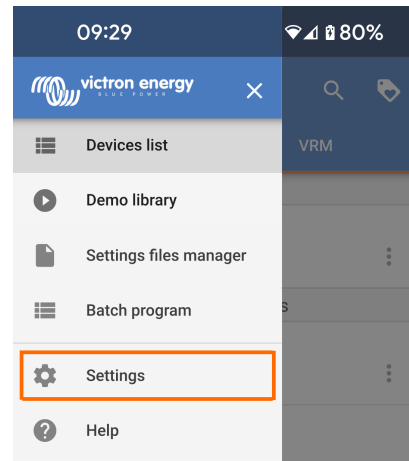 09:29
80%
victron energy
BLUE POWER
Devices list
VRM
Demo library
Settings files manager
Batch program
S
Settings
Help